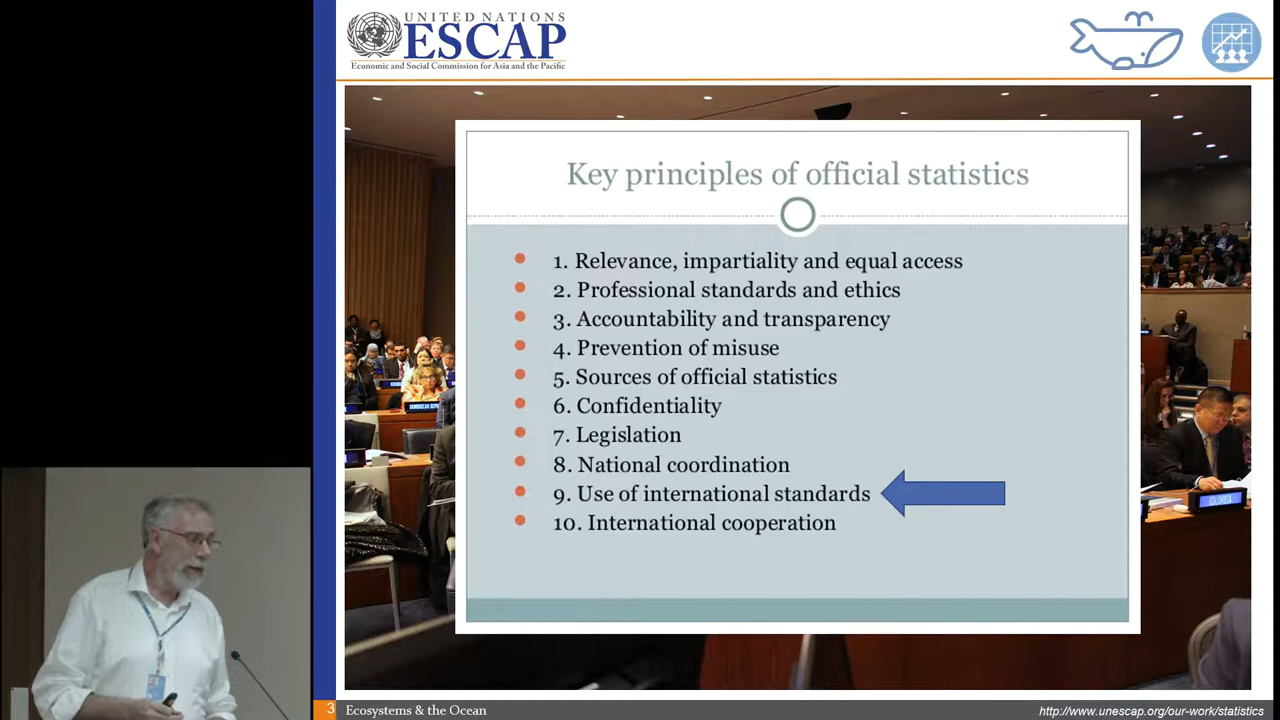 UNITED NATIONS
ESCAP
Economic and Social Commission for Asia and the Pacific
Key principles of official statistics
1. Relevance, impartiality and equal access
2. Professional standards and ethics
3. Accountability and transparency
4. Prevention of misuse
5. Sources of official statistics
6. Confidentiality
7. Legislation
8. National coordination
9. Use of international standards
10. International cooperation
COLOMBIA
3 Ecosystems & the Ocean
http://www.unescap.org/our-work/statistics